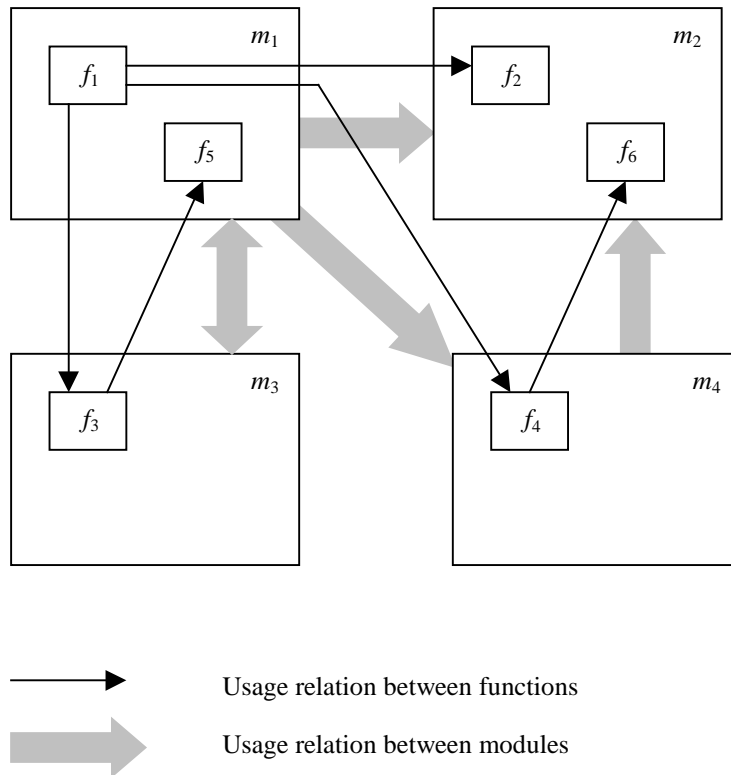 m1
m2
f1
f2
f5
f6
m3
m4
f3
f4
Usage relation between functions
Usage relation between modules